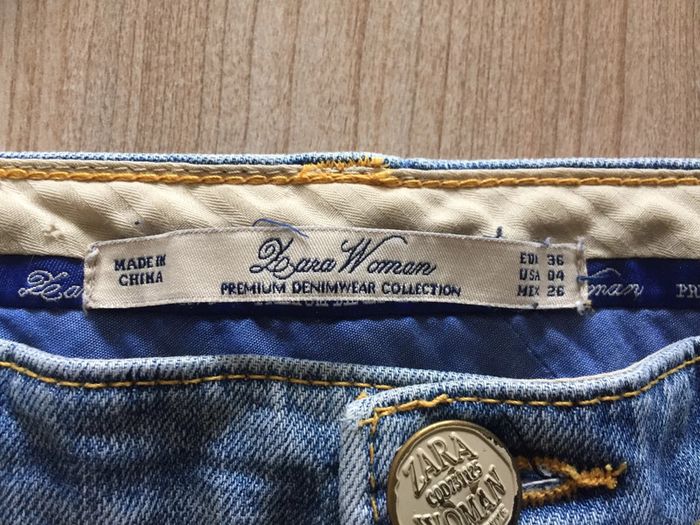 MADE IN
CHINA
Zara Woman
PREMIUM DENIMWEAR COLLECTION
EUR 36
USA 04
MEX 26
ZARA
WOMAN